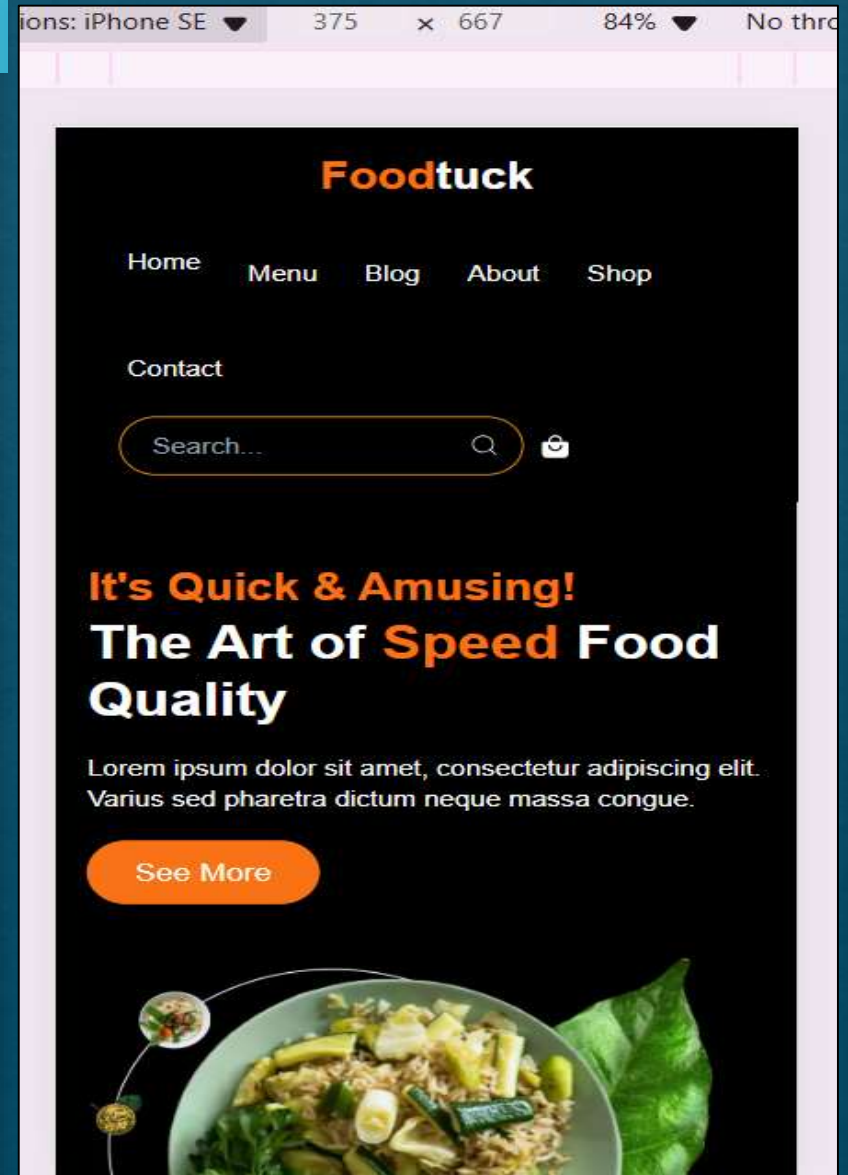 ions: iPhone SE 375 × 667 84% No thro
Foodtuck
Home Menu Blog About Shop
Contact
Search...
It's Quick & Amusing!
The Art of Speed Food
Quality
Lorem ipsum dolor sit amet, consectetur adipiscing elit.
Varius sed pharetra dictum neque massa congue.
See More